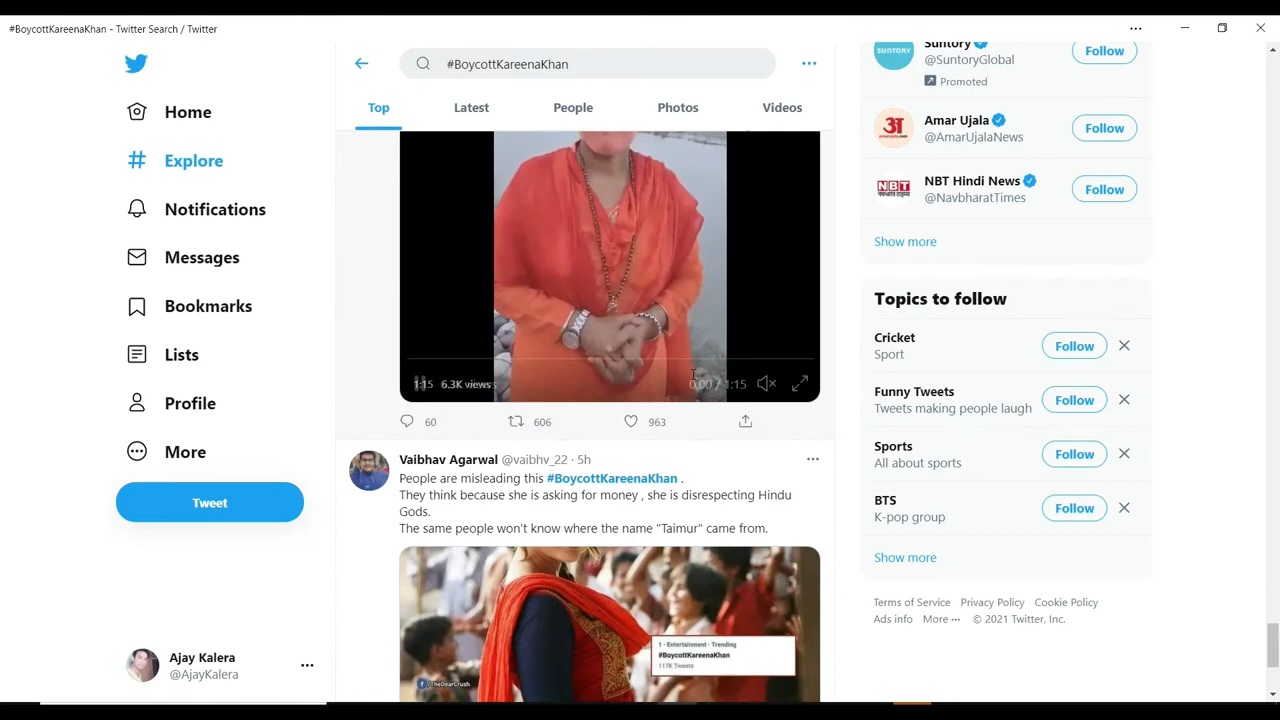 #BoycottKareenaKhan - Twitter Search / Twitter
Home
Explore
Notifications
Messages
Bookmarks
Lists
Profile
More
Tweet
Ajay Kalera
@AjayKalera
#BoycottKareenaKhan
Top Latest People Photos Videos
1:15 6.3K views
0:00 / 1:15
60 606 963
Vaibhav Agarwal @vaibhv_22 · 5h
People are misleading this #BoycottKareenaKhan .
They think because she is asking for money , she is disrespecting Hindu
Gods.
The same people won't know where the name "Taimur" came from.
1 · Entertainment · Trending
#BoycottKareenaKhan
117K Tweets
/TheDearCrush
Suntory
SUNTORY
@SuntoryGlobal
Follow
Promoted
Amar Ujala
अ
@AmarUjalaNews
Follow
NBT Hindi News
NBT
@NavbharatTimes
Follow
Show more
Topics to follow
Cricket
Sport
Follow
Funny Tweets
Tweets making people laugh
Follow
Sports
All about sports
Follow
BTS
K-pop group
Follow
Show more
Terms of Service Privacy Policy Cookie Policy
Ads info More ··· © 2021 Twitter, Inc.